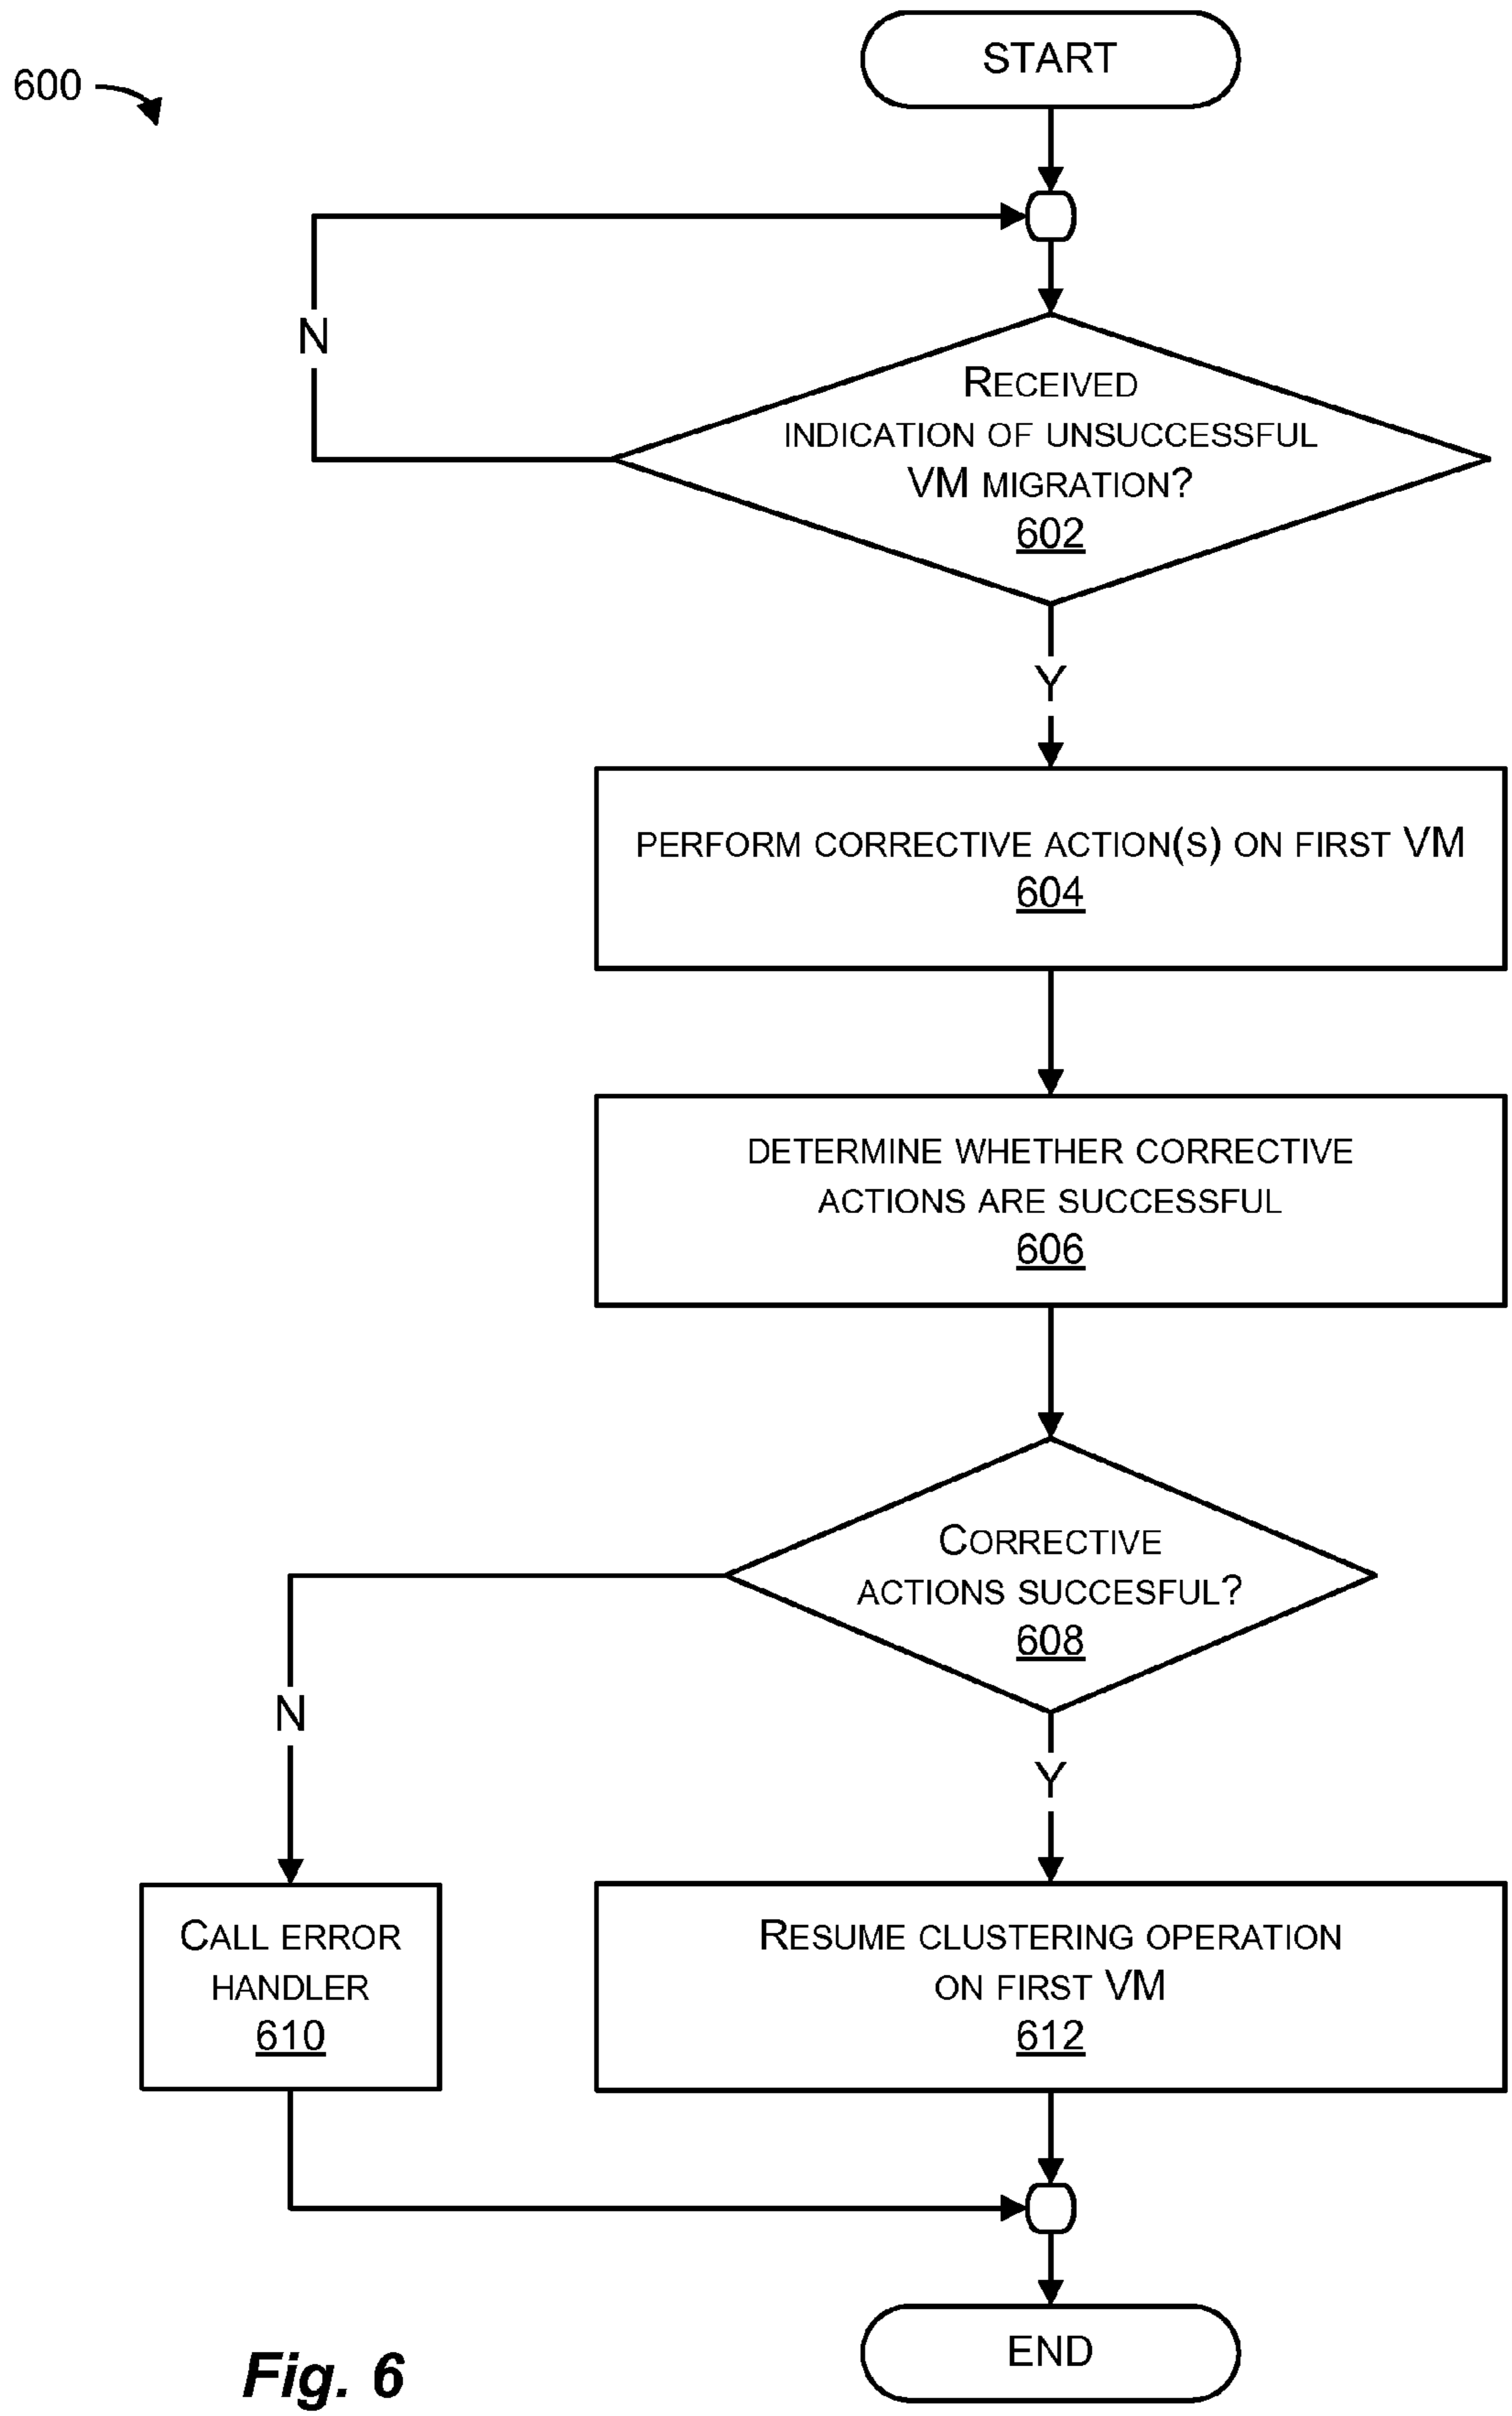 START
600
N
RECEIVED
INDICATION OF UNSUCCESSFUL
VM MIGRATION?
602
Y
PERFORM CORRECTIVE ACTION(S) ON FIRST VM
604
DETERMINE WHETHER CORRECTIVE
ACTIONS ARE SUCCESSFUL
606
CORRECTIVE
ACTIONS SUCCESFUL?
608
N
Y
CALL ERROR
HANDLER
610
RESUME CLUSTERING OPERATION
ON FIRST VM
612
END
Fig. 6